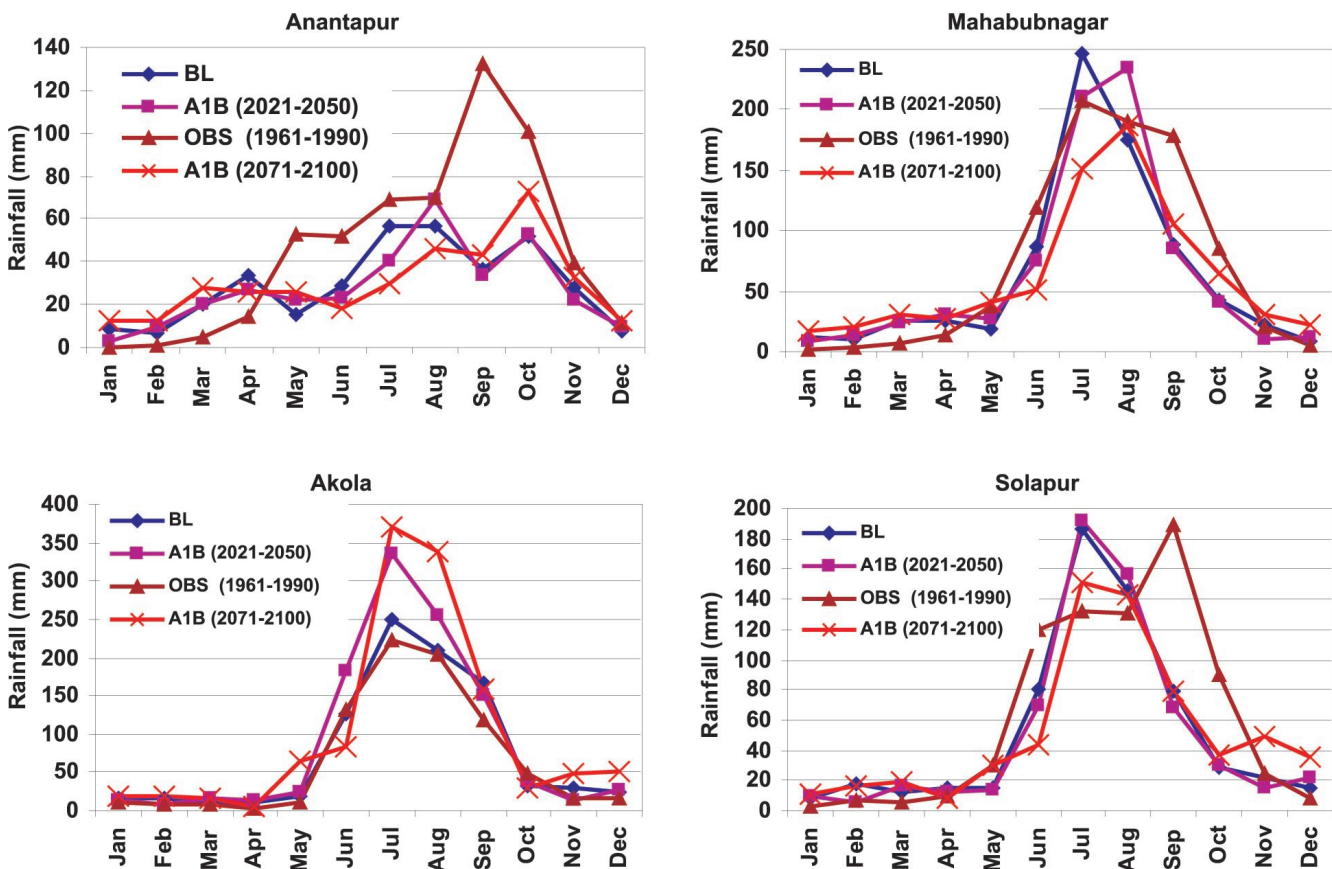 Anantapur
140
120
100
80
60
40
20
0
Rainfall (mm)
BL
A1B (2021-2050)
OBS (1961-1990)
A1B (2071-2100)
Jan
Feb
Mar
Apr
May
Jun
Jul
Aug
Sep
Oct
Nov
Dec
Mahabubnagar
250
200
150
100
50
0
Rainfall (mm)
BL
A1B (2021-2050)
OBS (1961-1990)
A1B (2071-2100)
Jan
Feb
Mar
Apr
May
Jun
Jul
Aug
Sep
Oct
Nov
Dec
Akola
400
350
300
250
200
150
100
50
0
Rainfall (mm)
BL
A1B (2021-2050)
OBS (1961-1990)
A1B (2071-2100)
Jan
Feb
Mar
Apr
May
Jun
Jul
Aug
Sep
Oct
Nov
Dec
Solapur
200
180
160
140
120
100
80
60
40
20
0
Rainfall (mm)
BL
A1B (2021-2050)
OBS (1961-1990)
A1B (2071-2100)
Jan
Feb
Mar
Apr
May
Jun
Jul
Aug
Sep
Oct
Nov
Dec